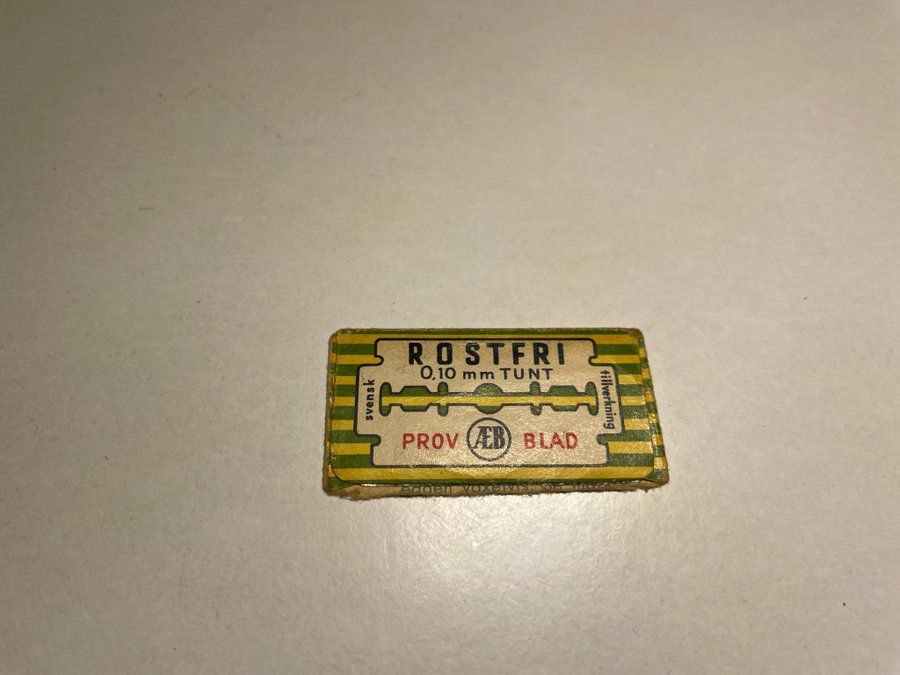 ROSTFRI
0,10 mm TUNT
svensk
tillverkning
PROV ÆB BLAD